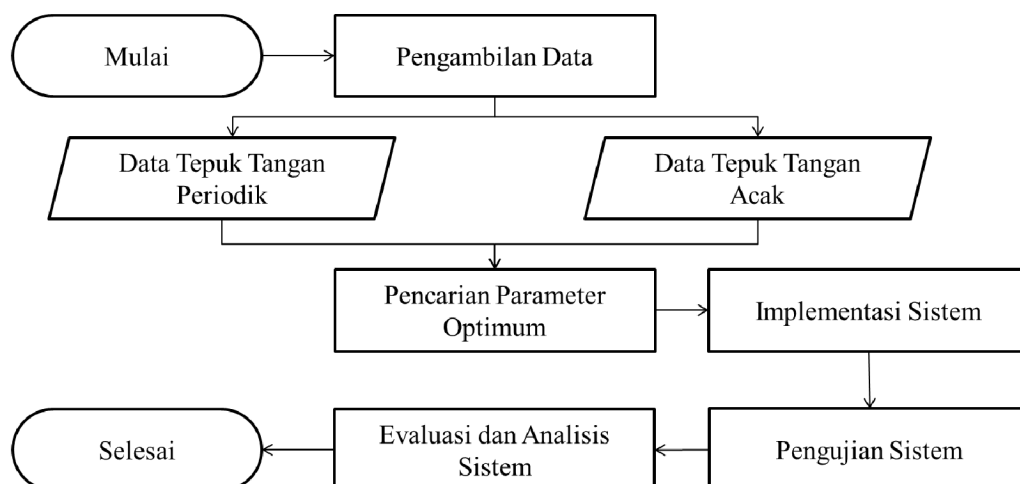 Mulai
Pengambilan Data
Data Tepuk Tangan
Periodik
Data Tepuk Tangan
Acak
Pencarian Parameter
Optimum
Implementasi Sistem
Pengujian Sistem
Evaluasi dan Analisis
Sistem
Selesai